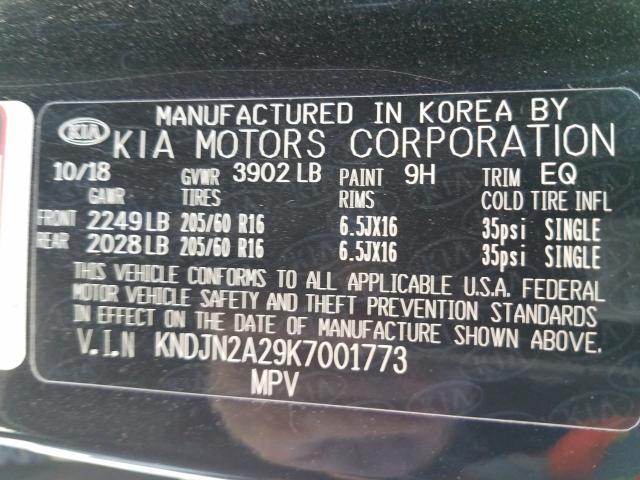 MANUFACTURED IN KOREA BY
KIA KIA MOTORS CORPORATION
10/18 GVWR 3902 LB PAINT 9H TRIM EQ
GAWR TIRES RIMS COLD TIRE INFL
FRONT 2249 LB 205/60 R16 6.5JX16 35psi SINGLE
REAR 2028 LB 205/60 R16 6.5JX16 35psi SINGLE
THIS VEHICLE CONFORMS TO ALL APPLICABLE U.S.A. FEDERAL
MOTOR VEHICLE SAFETY AND THEFT PREVENTION STANDARDS
IN EFFECT ON THE DATE OF MANUFACTURE SHOWN ABOVE.
V.I.N KNDJN2A29K7001773
MPV